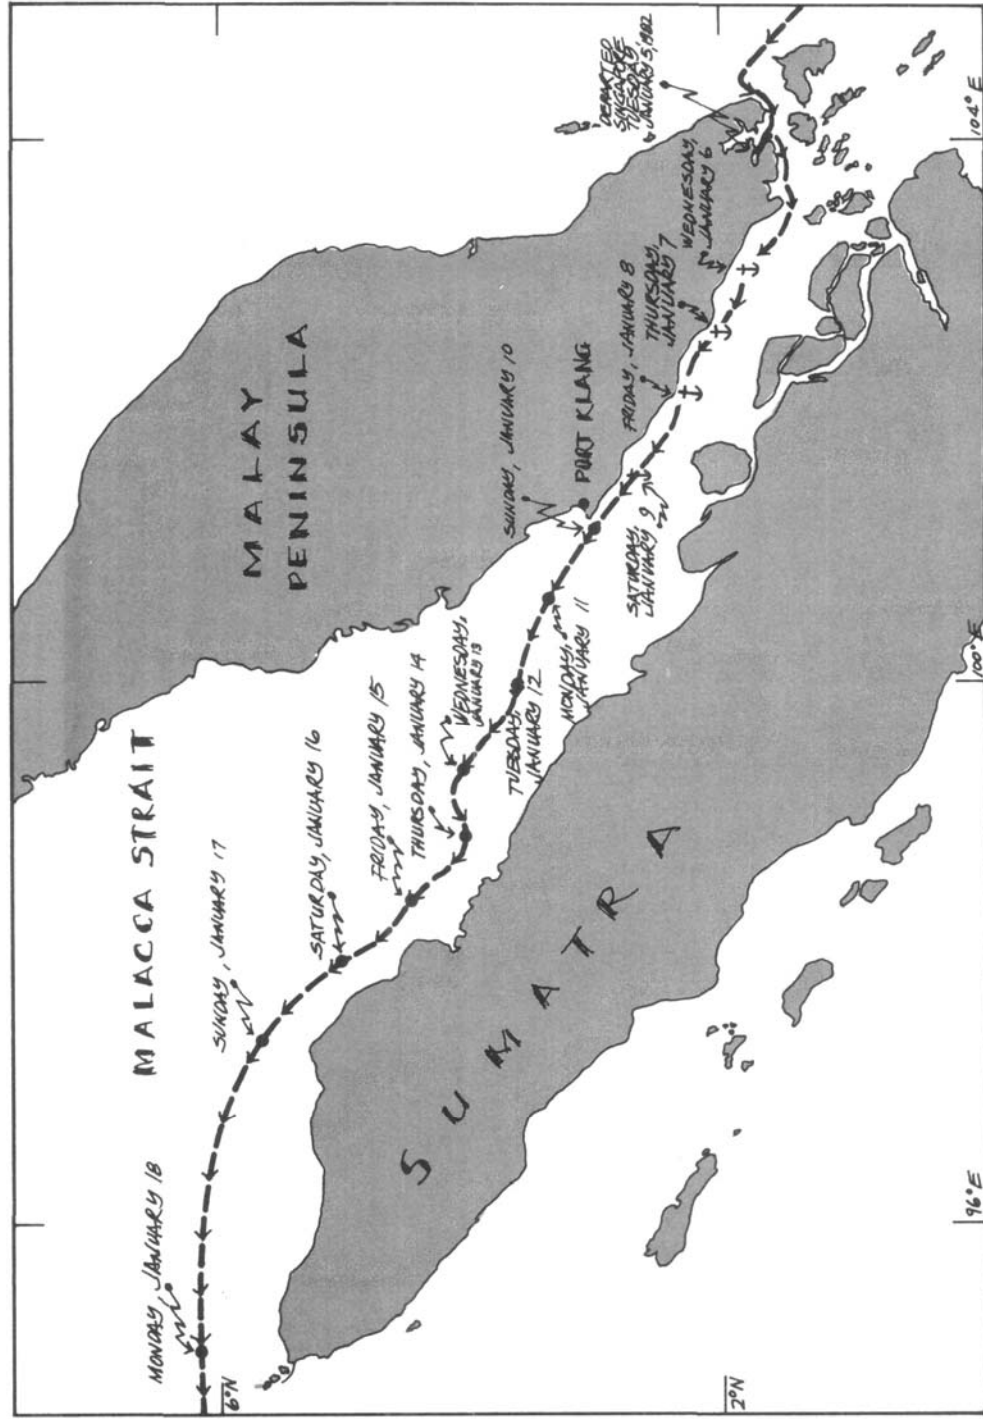 MALACCA STRAIT
MONDAY, JANUARY 18
SUNDAY, JANUARY 17
6°N
MALAY
PENINSULA
SATURDAY, JANUARY 16
FRIDAY, JANUARY 15
THURSDAY, JANUARY 14
WEDNESDAY,
JANUARY 13
SUNDAY, JANUARY 10
TUESDAY,
JANUARY 12
MONDAY,
JANUARY 11
PORT KLANG
DEPARTED
SINGAPORE
TUESDAY,
JANUARY 5, 1982
FRIDAY, JANUARY 8
SATURDAY,
JANUARY 9
THURSDAY,
JANUARY 7
WEDNESDAY,
JANUARY 6
SUMATRA
2°N
96°E
100°E
104°E